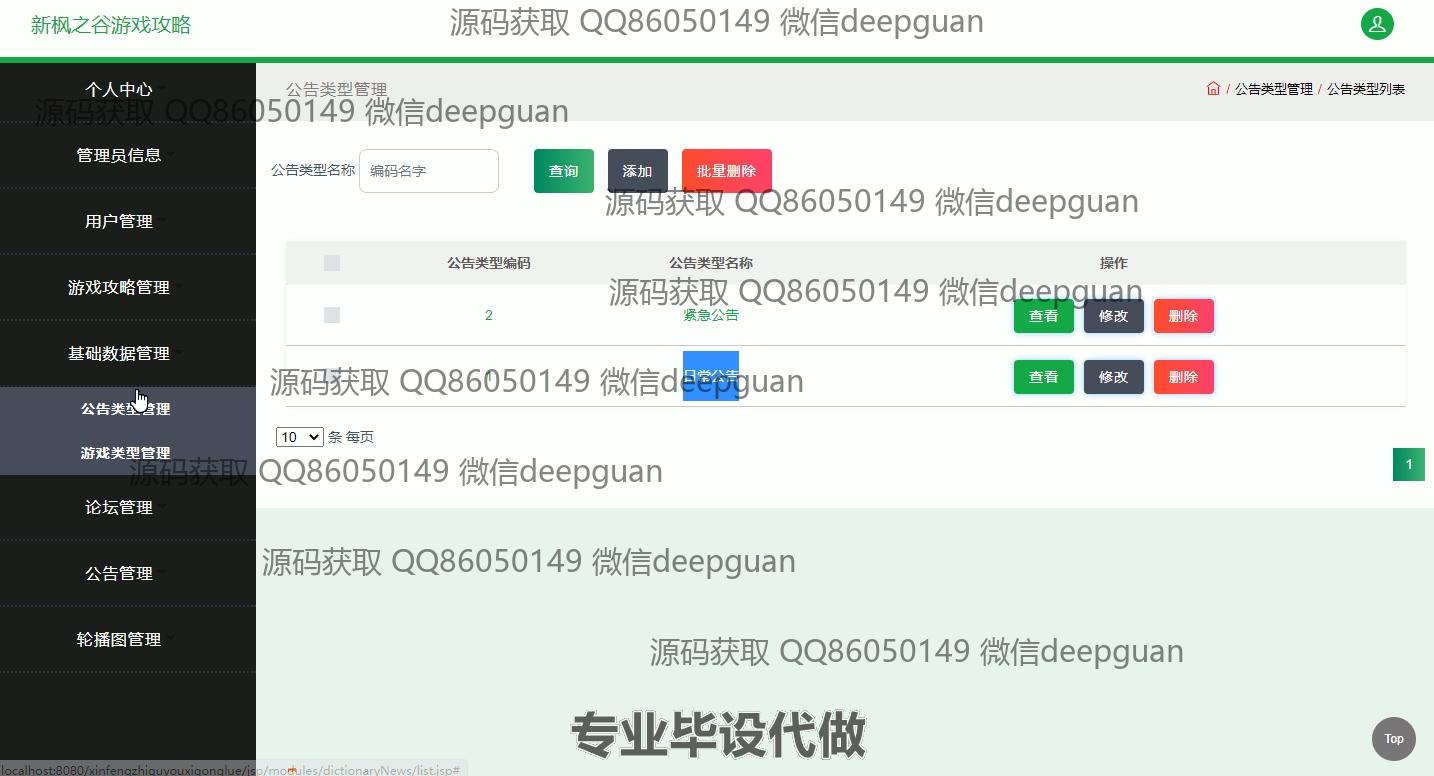 新枫之谷游戏攻略
源码获取 QQ86050149 微信deepguan
个人中心
公告类型管理
/ 公告类型管理 / 公告类型列表
源码获取 QQ86050149 微信deepguan
管理员信息
公告类型名称 编码名字 查询 添加 批量删除
源码获取 QQ86050149 微信deepguan
用户管理
公告类型编码 公告类型名称 操作
游戏攻略管理
源码获取 QQ86050149 微信deepguan
2 紧急公告 查看 修改 删除
基础数据管理
日常公告 查看 修改 删除
源码获取 QQ86050149 微信deepguan
公告类型管理
10 条 每页
游戏类型管理
源码获取 QQ86050149 微信deepguan
1
论坛管理
源码获取 QQ86050149 微信deepguan
公告管理
轮播图管理
源码获取 QQ86050149 微信deepguan
专业毕设代做
Top
localhost:8080/xinfengzhiguyouxigonglue/jsp/modules/dictionaryNews/list.jsp#